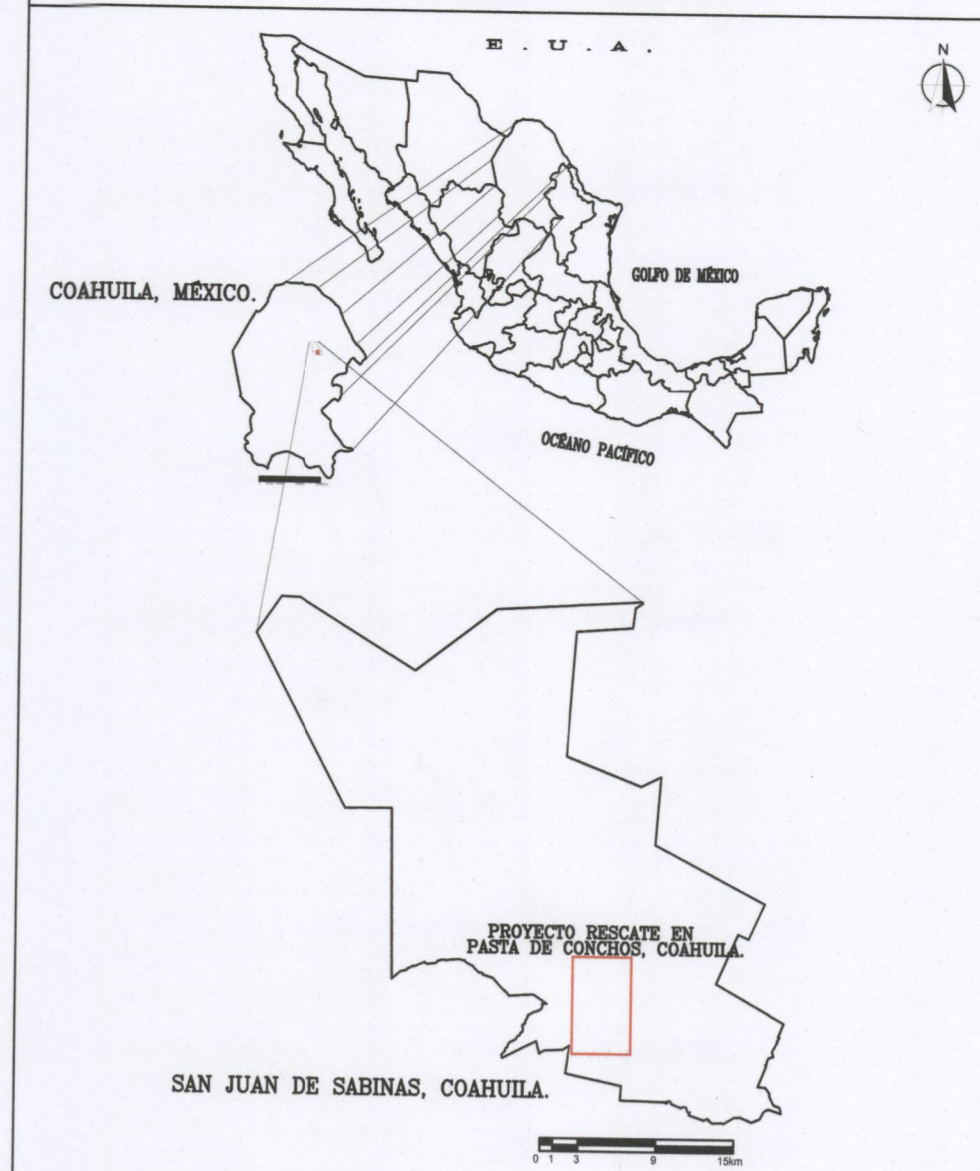 E . U . A .
N
COAHUILA, MÉXICO.
GOLFO DE MÉXICO
OCÉANO PACÍFICO
PROYECTO RESCATE EN
PASTA DE CONCHOS, COAHUILA.
SAN JUAN DE SABINAS, COAHUILA.
0 1 3 9 15km